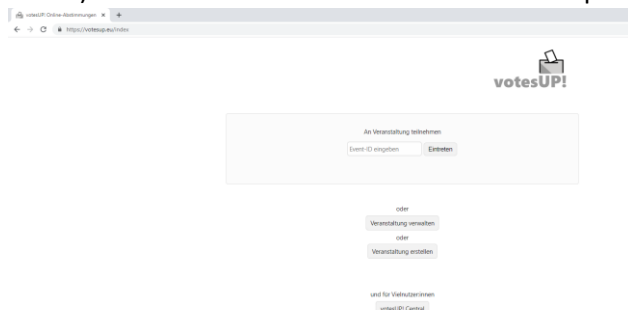 votesUP! Online-Abstimmungen
https://votesup.eu/index
votesUP!
An Veranstaltung teilnehmen
Event-ID eingeben Eintreten
oder
Veranstaltung verwalten
oder
Veranstaltung erstellen
und für Vielnutzer:innen
votesUP! Central